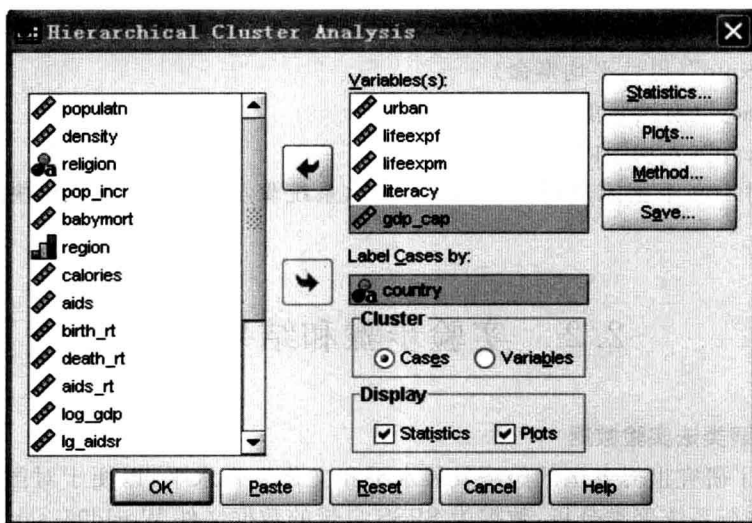 Hierarchical Cluster Analysis
populatn
density
religion
pop_incr
babymort
region
calories
aids
birth_rt
death_rt
aids_rt
log_gdp
lg_aidsr
Variables(s):
urban
lifeexpf
lifeexpm
literacy
gdp_cap
Label Cases by:
country
Cluster
Cases
Variables
Display
Statistics
Plots
Statistics...
Plots...
Method...
Save...
OK
Paste
Reset
Cancel
Help